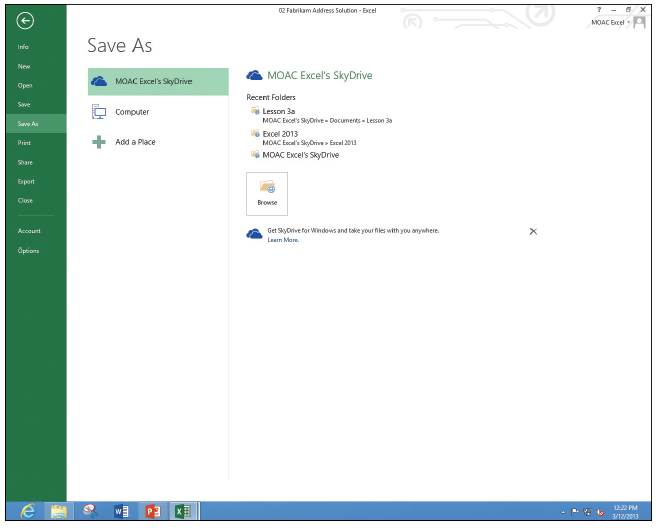 02 Fabrikam Address Solution - Excel
?
MOAC Excel
Info
New
Open
Save
Save As
Print
Share
Export
Close
Account
Options
Save As
MOAC Excel's SkyDrive
Computer
Add a Place
MOAC Excel's SkyDrive
Recent Folders
Lesson 3a
MOAC Excel's SkyDrive » Documents » Lesson 3a
Excel 2013
MOAC Excel's SkyDrive » Excel 2013
MOAC Excel's SkyDrive
Browse
Get SkyDrive for Windows and take your files with you anywhere.
Learn More.
12:22 PM
3/12/2013